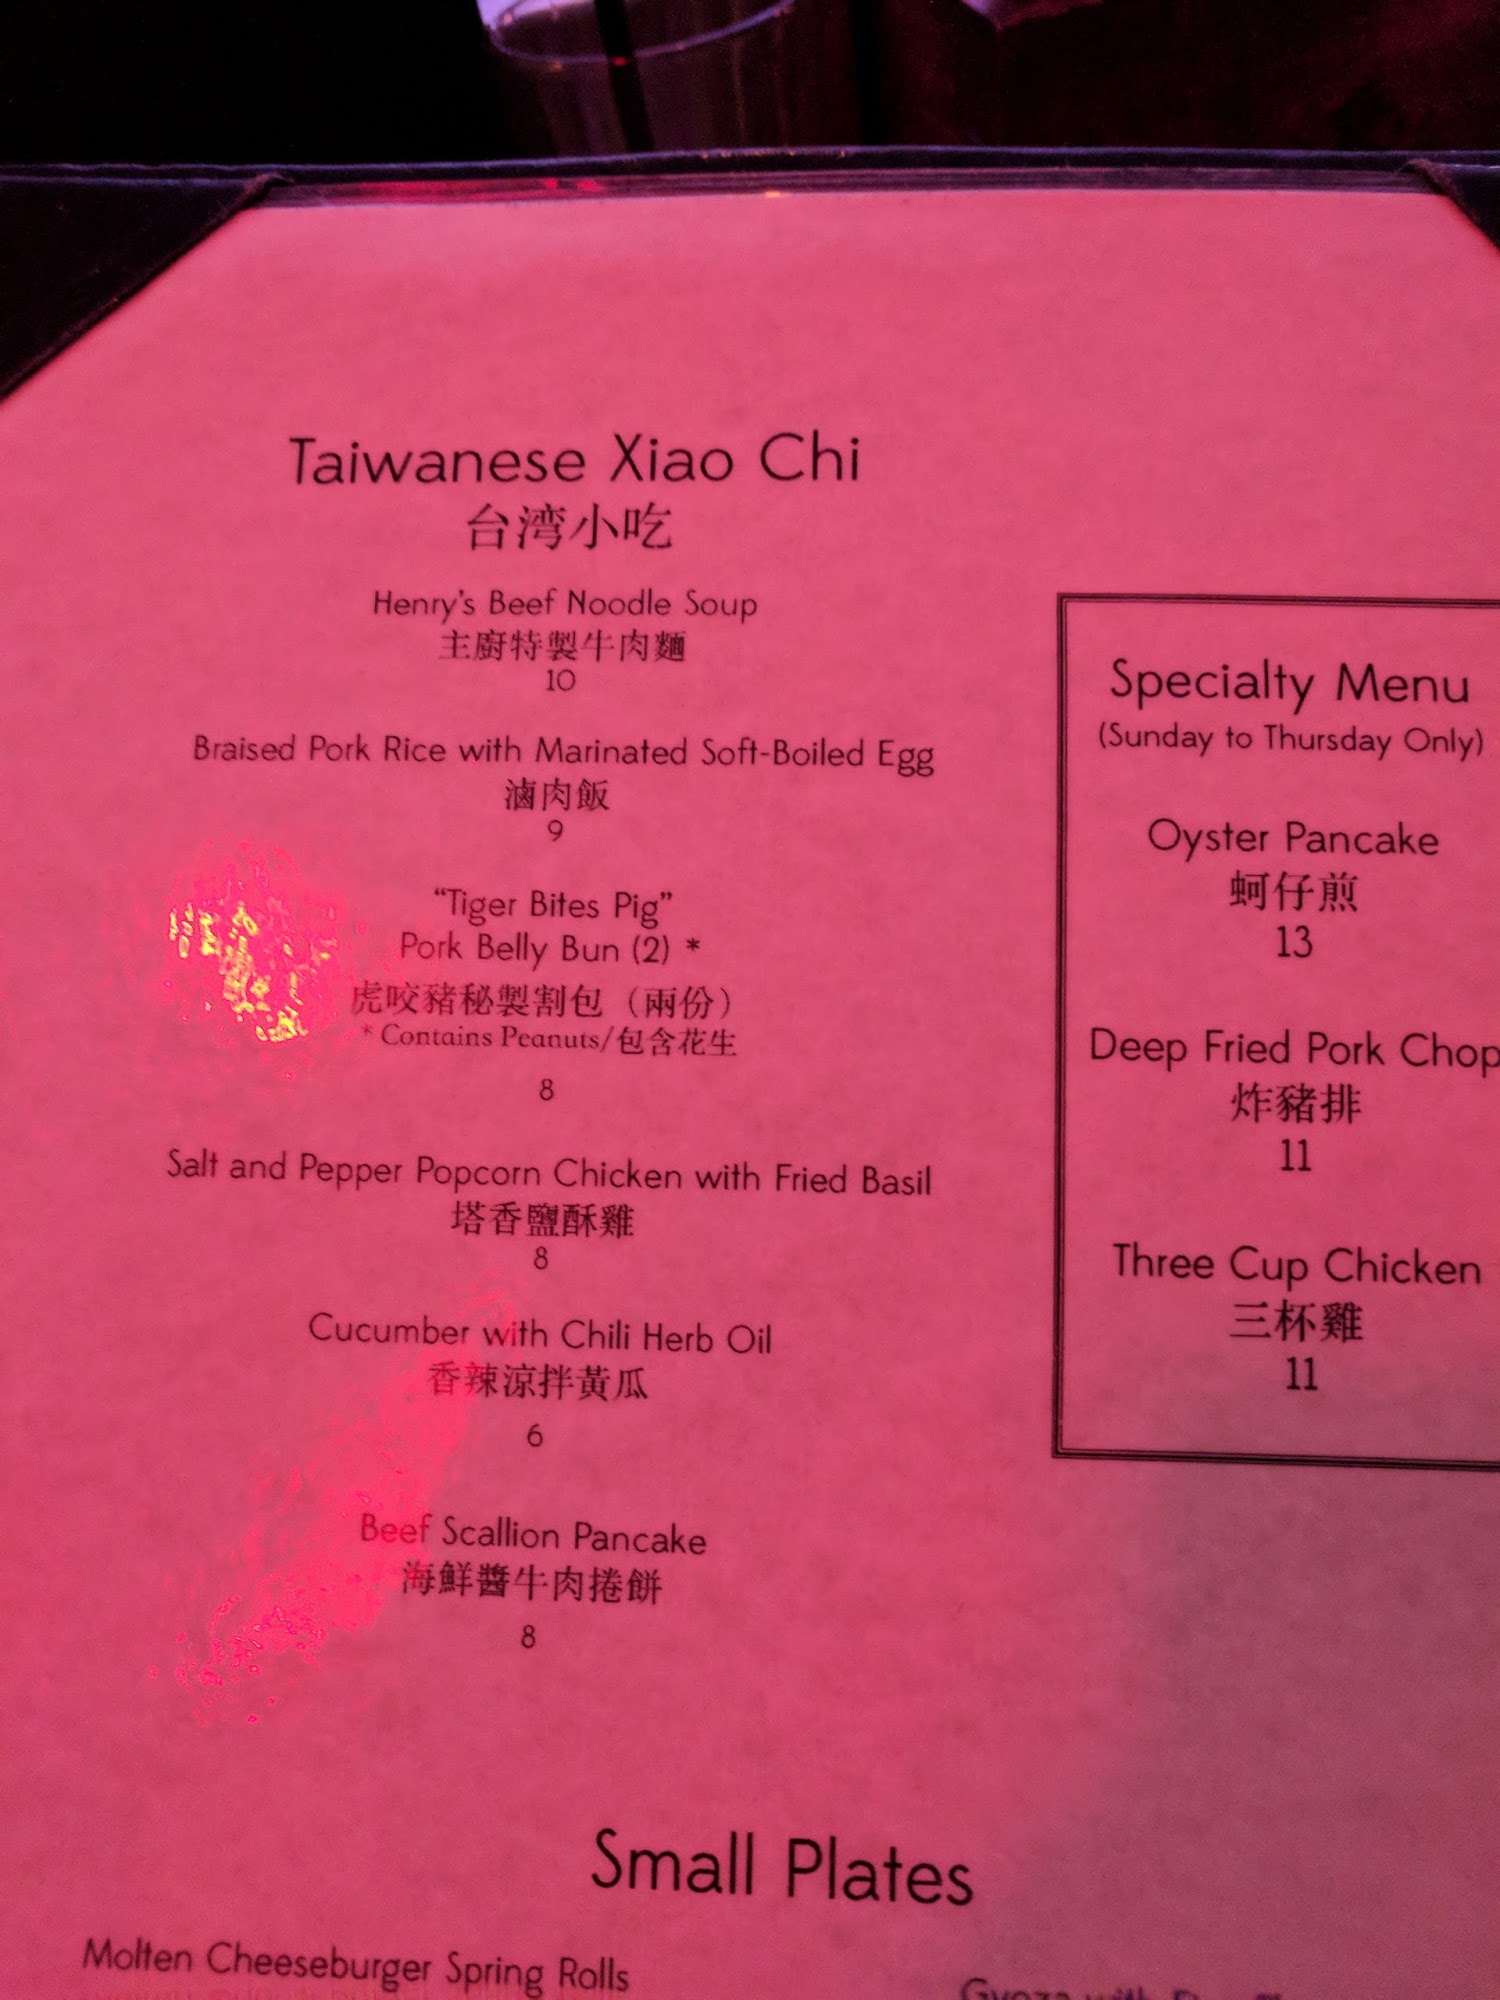 Taiwanese Xiao Chi
台湾小吃
Henry's Beef Noodle Soup
主廚特製牛肉麵
10
Braised Pork Rice with Marinated Soft-Boiled Egg
滷肉飯
9
“Tiger Bites Pig”
Pork Belly Bun (2) *
虎咬豬秘製割包（兩份）
* Contains Peanuts/包含花生
8
Salt and Pepper Popcorn Chicken with Fried Basil
塔香鹽酥雞
8
Cucumber with Chili Herb Oil
香辣涼拌黃瓜
6
Beef Scallion Pancake
海鮮醬牛肉捲餅
8
Specialty Menu
(Sunday to Thursday Only)
Oyster Pancake
蚵仔煎
13
Deep Fried Pork Chop
炸豬排
11
Three Cup Chicken
三杯雞
11
Small Plates
Molten Cheeseburger Spring Rolls
Gyoza with